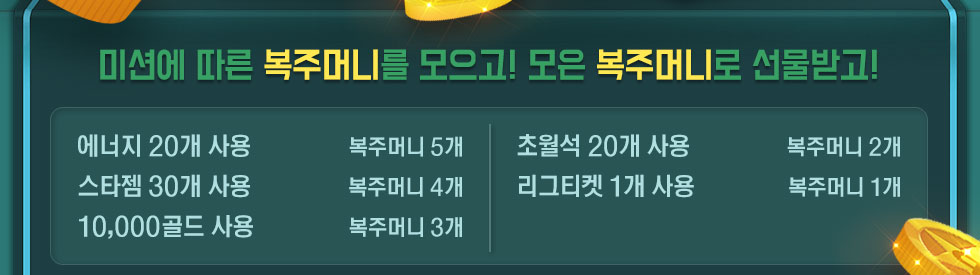 미션에 따른 복주머니를 모으고! 모은 복주머니로 선물받고!
에너지 20개 사용 복주머니 5개
스타젬 30개 사용 복주머니 4개
10,000골드 사용 복주머니 3개
초월석 20개 사용 복주머니 2개
리그티켓 1개 사용 복주머니 1개